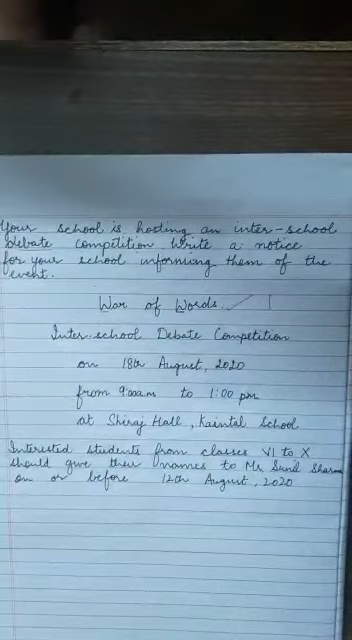 Your school is hosting an inter-school
debate competition. Write a notice
for your school informing them of the
event.
War of Words
Inter-school Debate Competition
on 18th August, 2020
from 9:00am to 1:00 pm
at Shiraj Hall, Kaintal School
Interested students from classes VI to X
should give their names to Mr Sunil Sharma
on or before 12th August, 2020